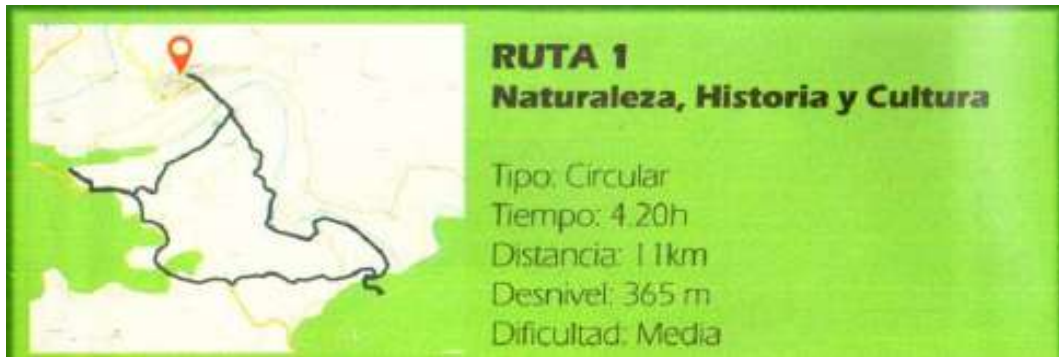 RUTA 1
Naturaleza, Historia y Cultura
Tipo: Circular
Tiempo: 4.20h
Distancia: 11km
Desnivel: 365 m
Dificultad: Media